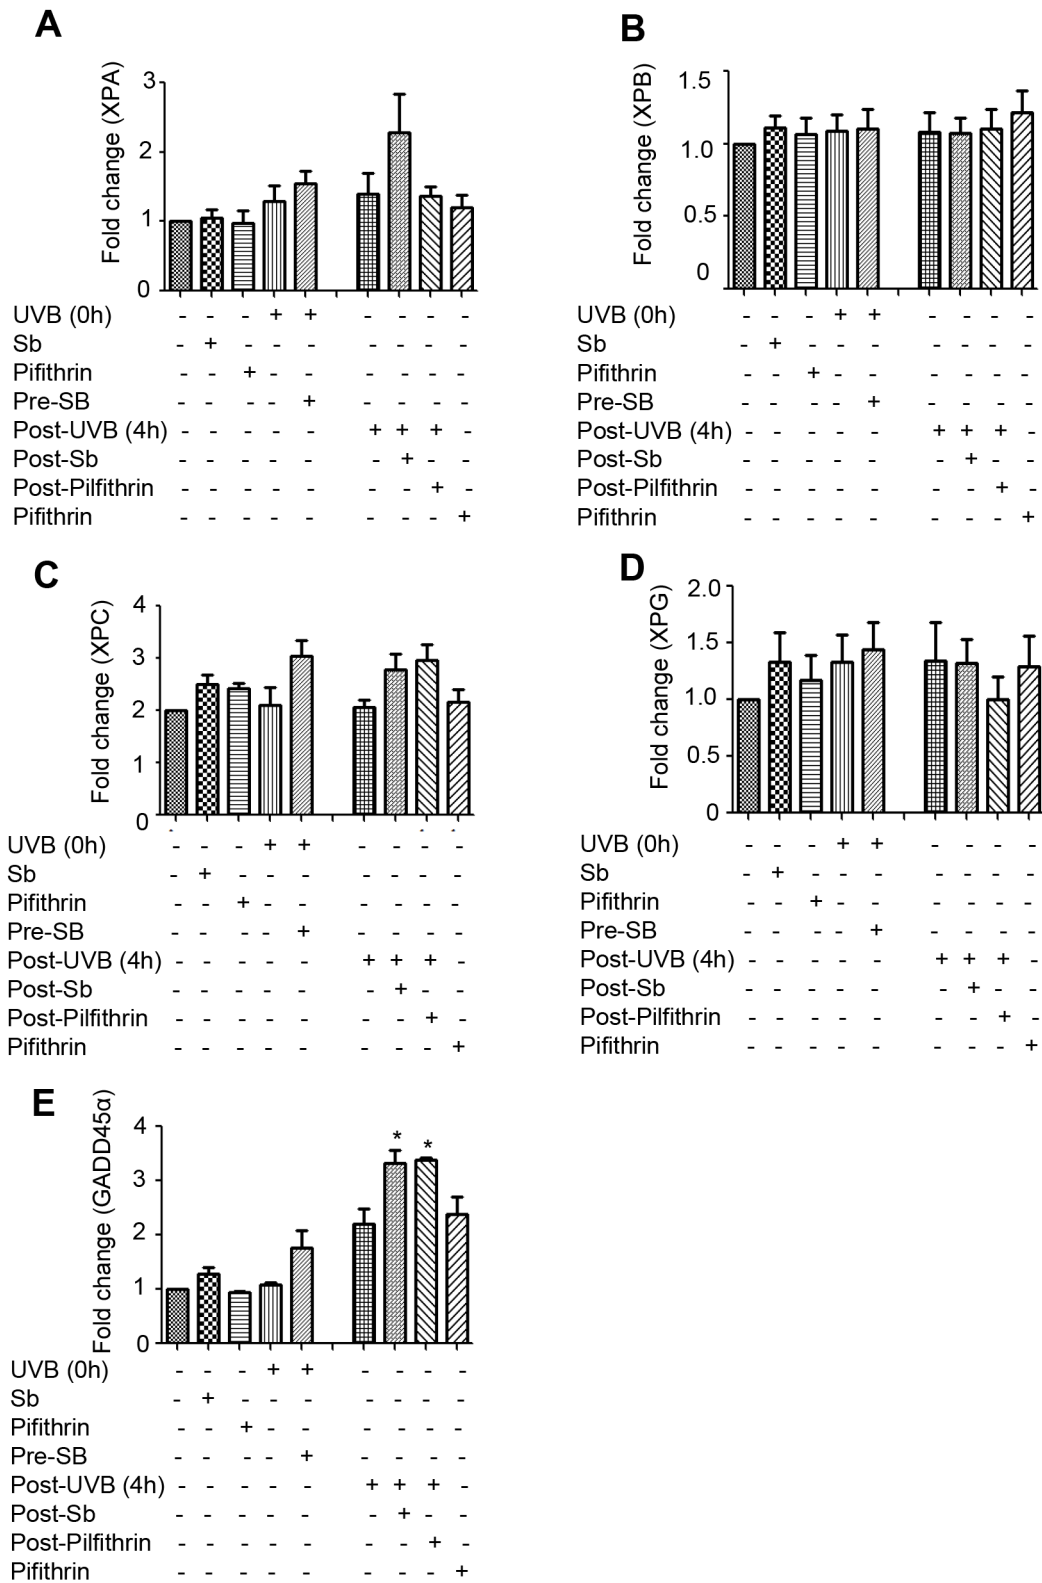 A
Fold change (XPA)
3
2
1
0
UVB (0h) - - - + + - - - -
Sb - + - - - - - - -
Pifithrin - - + - - - - - -
Pre-SB - - - - + - - - -
Post-UVB (4h) - - - - - + + + -
Post-Sb - - - - - - + - -
Post-Pilfithrin - - - - - - - + -
Pifithrin - - - - - - - - +
B
Fold change (XPB)
1.5
1.0
0.5
0
UVB (0h) - - - + + - - - -
Sb - + - - - - - - -
Pifithrin - - + - - - - - -
Pre-SB - - - - + - - - -
Post-UVB (4h) - - - - - + + + -
Post-Sb - - - - - - + - -
Post-Pilfithrin - - - - - - - + -
Pifithrin - - - - - - - - +
C
Fold change (XPC)
4
3
2
1
0
UVB (0h) - - - + + - - - -
Sb - + - - - - - - -
Pifithrin - - + - - - - - -
Pre-SB - - - - + - - - -
Post-UVB (4h) - - - - - + + + -
Post-Sb - - - - - - + - -
Post-Pilfithrin - - - - - - - + -
Pifithrin - - - - - - - - +
D
Fold change (XPG)
2.0
1.5
1.0
0.5
0
UVB (0h) - - - + + - - - -
Sb - + - - - - - - -
Pifithrin - - + - - - - - -
Pre-SB - - - - + - - - -
Post-UVB (4h) - - - - - + + + -
Post-Sb - - - - - - + - -
Post-Pilfithrin - - - - - - - + -
Pifithrin - - - - - - - - +
E
Fold change (GADD45α)
4
3
2
1
0
* *
UVB (0h) - - - + + - - - -
Sb - + - - - - - - -
Pifithrin - - + - - - - - -
Pre-SB - - - - + - - - -
Post-UVB (4h) - - - - - + + + -
Post-Sb - - - - - - + - -
Post-Pilfithrin - - - - - - - + -
Pifithrin - - - - - - - - +